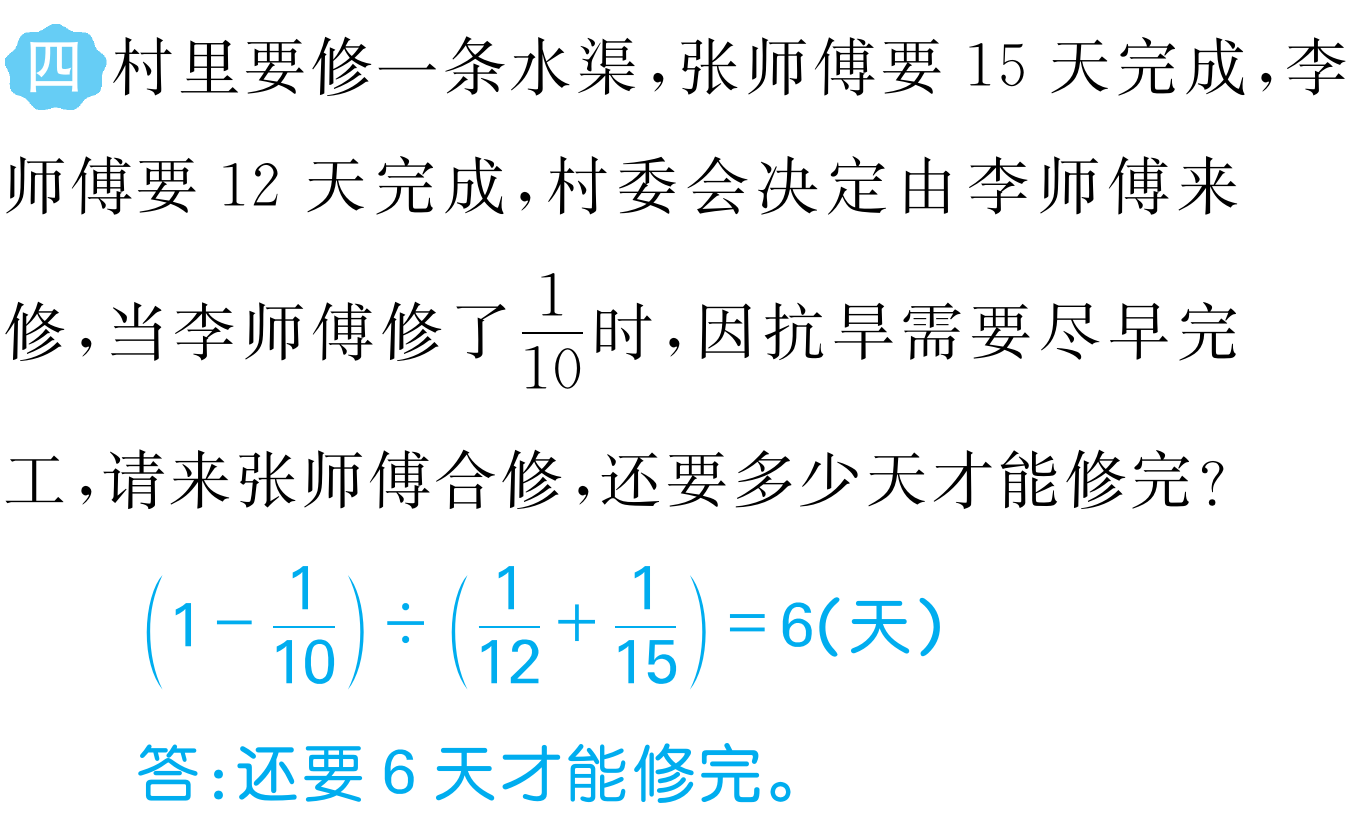 四 村里要修一条水渠,张师傅要 15 天完成,李
师傅要 12 天完成,村委会决定由李师傅来
修,当李师傅修了1/10时,因抗旱需要尽早完
工,请来张师傅合修,还要多少天才能修完?
(1 − 1/10) ÷ (1/12 + 1/15) = 6(天)
答:还要 6 天才能修完。